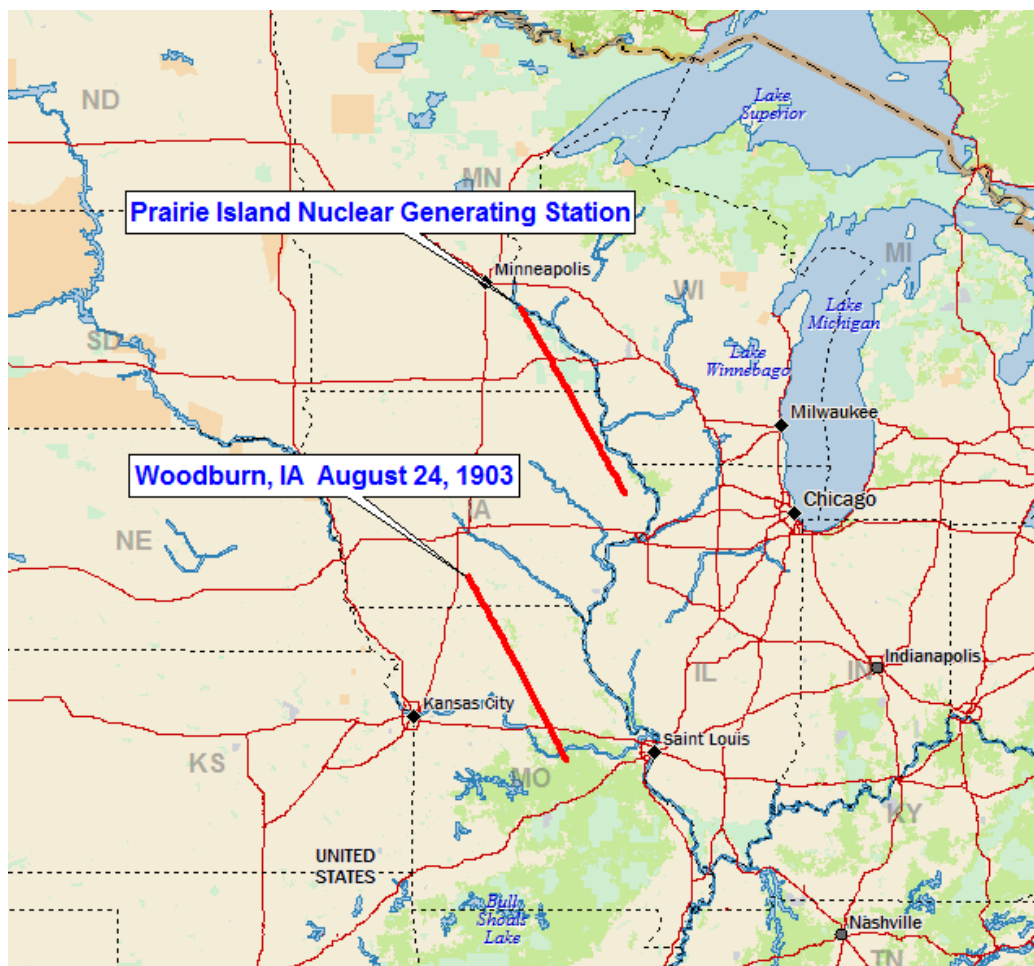 ND
Lake
Superior
MN
Prairie Island Nuclear Generating Station
Minneapolis
MI
WI
Lake
Michigan
SD
Lake
Winnebago
Milwaukee
Woodburn, IA  August 24, 1903
Chicago
IA
NE
Indianapolis
IL
IN
Kansas City
Saint Louis
KS
MO
KY
UNITED
STATES
Bull
Shoals
Lake
Nashville
TN